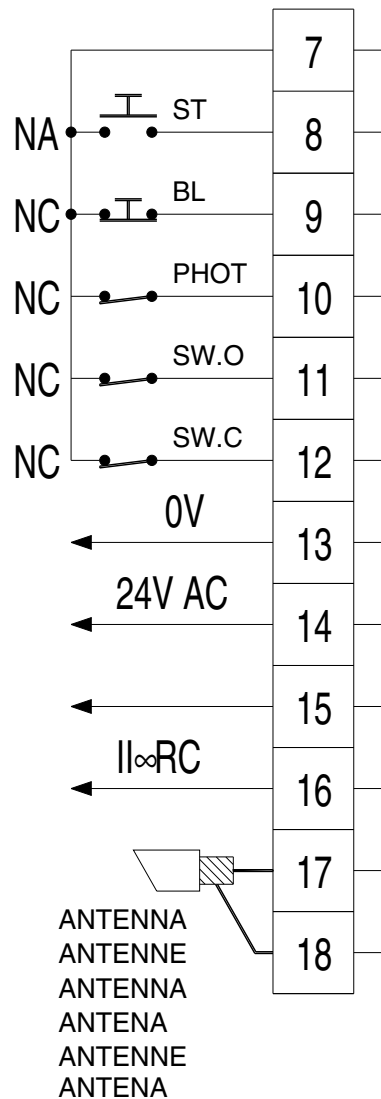 7
NA ST 8
NC BL 9
NC PHOT 10
NC SW.O 11
NC SW.C 12
0V 13
24V AC 14
15
II∞RC 16
17
18
ANTENNA
ANTENNE
ANTENNA
ANTENA
ANTENNE
ANTENA